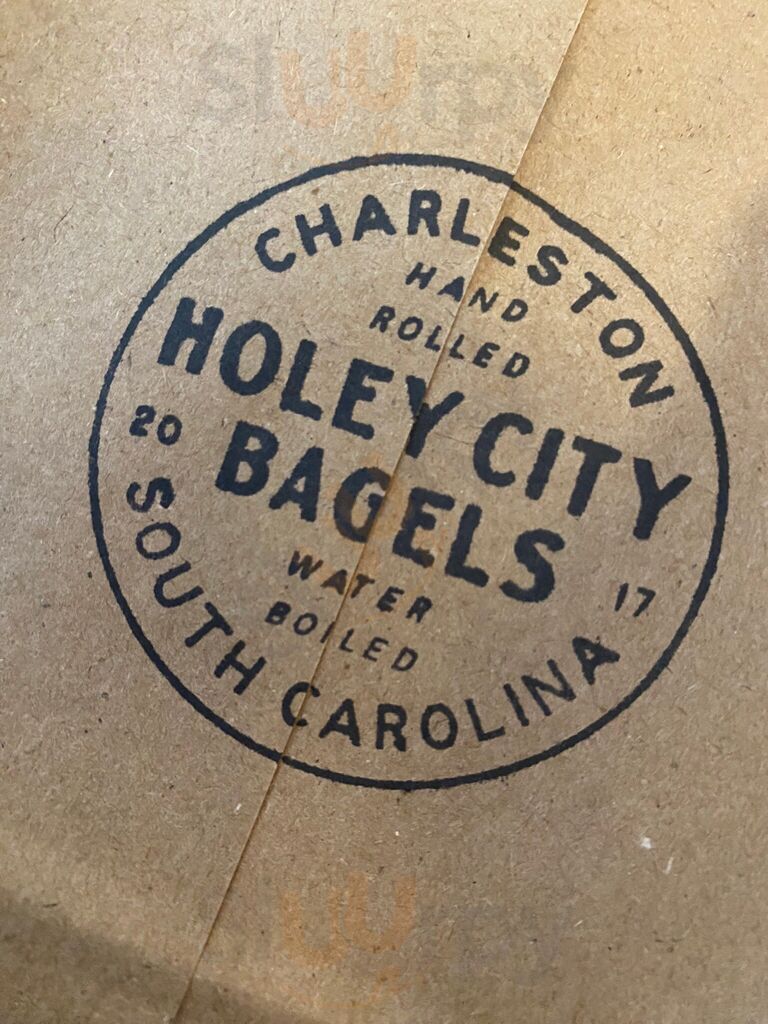 CHARLESTON
HAND
ROLLED
HOLEY CITY
20
BAGELS
17
WATER
BOILED
SOUTH CAROLINA